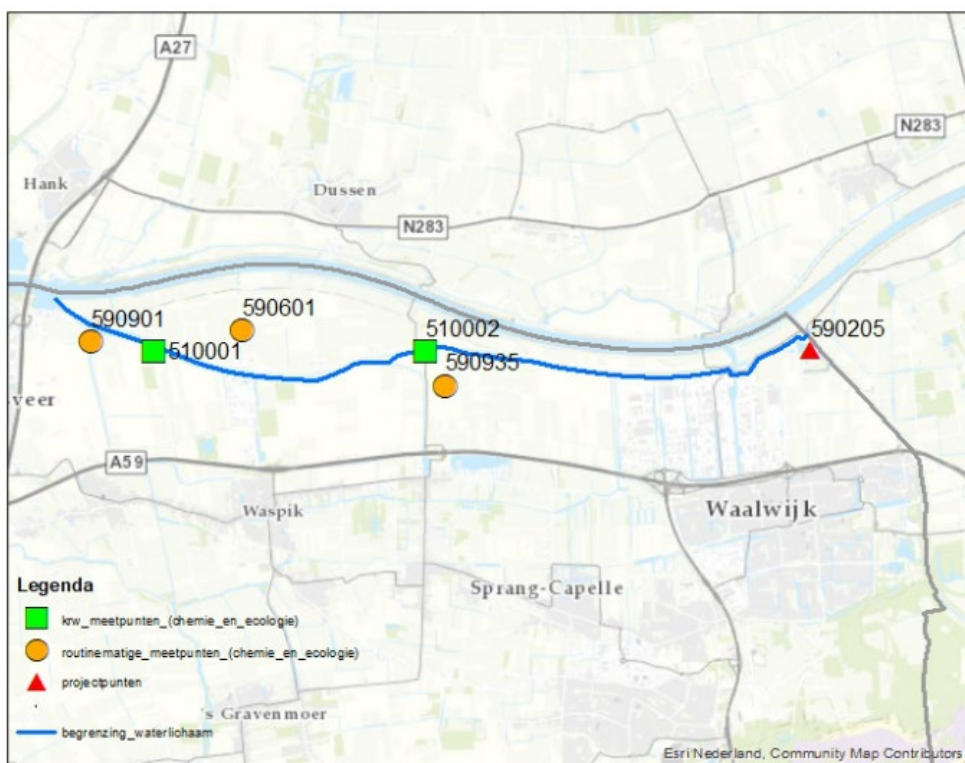 A27
N283
Hank
Dussen
N283
590601
510002
590901
590205
510001
590935
sveer
A59
Waalwijk
Waspik
Legenda
Sprang-Capelle
krw_meetpunten_(chemie_en_ecologie)
routinematige_meetpunten_(chemie_en_ecologie)
projectpunten
's Gravenmoer
begrenzing_waterlichaam
Esri Nederland, Community Map Contributors